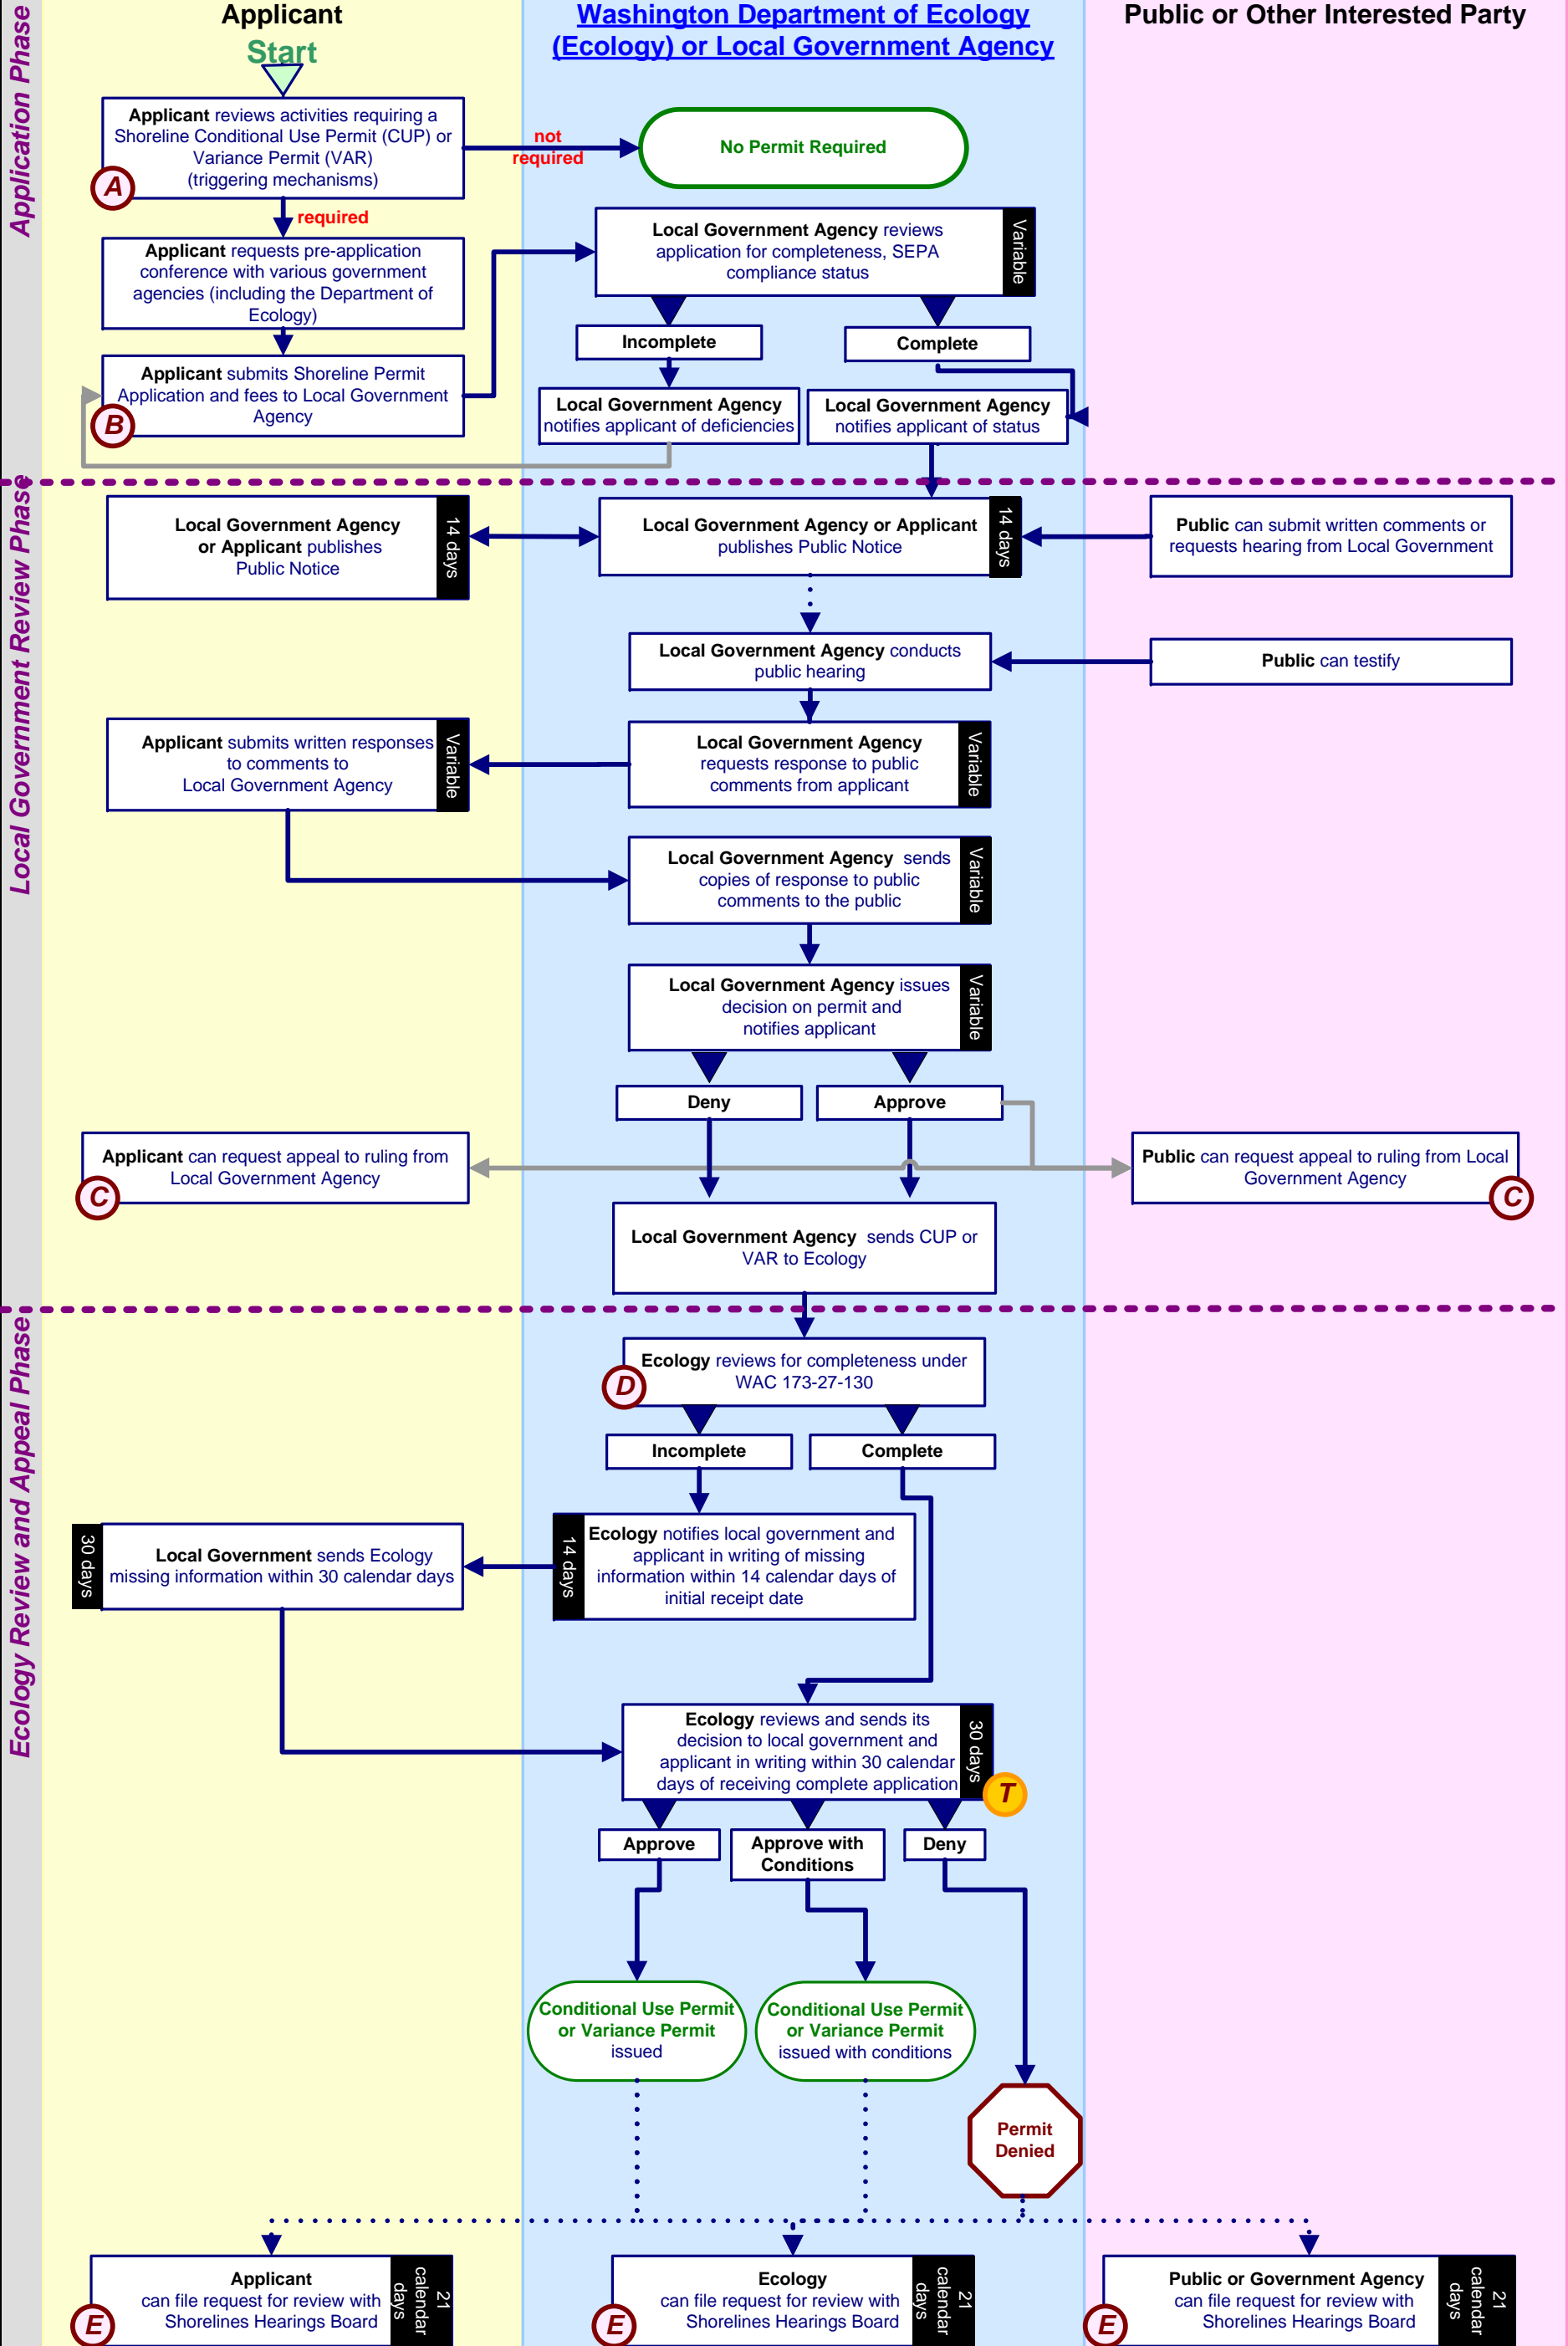 Applicant
Washington Department of Ecology
(Ecology) or Local Government Agency
Public or Other Interested Party
Application Phase
Start
Applicant reviews activities requiring a
Shoreline Conditional Use Permit (CUP) or
Variance Permit (VAR)
(triggering mechanisms)
A
not
required
No Permit Required
required
Applicant requests pre-application
conference with various government
agencies (including the Department of
Ecology)
Local Government Agency reviews
application for completeness, SEPA
compliance status
Variable
Incomplete
Complete
Applicant submits Shoreline Permit
Application and fees to Local Government
Agency
B
Local Government Agency
notifies applicant of deficiencies
Local Government Agency
notifies applicant of status
Local Government Review Phase
Local Government Agency
or Applicant publishes
Public Notice
14 days
Local Government Agency or Applicant
publishes Public Notice
14 days
Public can submit written comments or
requests hearing from Local Government
Local Government Agency conducts
public hearing
Public can testify
Applicant submits written responses
to comments to
Local Government Agency
Variable
Local Government Agency
requests response to public
comments from applicant
Variable
Local Government Agency sends
copies of response to public
comments to the public
Variable
Local Government Agency issues
decision on permit and
notifies applicant
Variable
Deny
Approve
Applicant can request appeal to ruling from
Local Government Agency
C
Public can request appeal to ruling from Local
Government Agency
C
Local Government Agency sends CUP or
VAR to Ecology
Ecology Review and Appeal Phase
Ecology reviews for completeness under
WAC 173-27-130
D
Incomplete
Complete
30 days
Local Government sends Ecology
missing information within 30 calendar days
14 days
Ecology notifies local government and
applicant in writing of missing
information within 14 calendar days of
initial receipt date
Ecology reviews and sends its
decision to local government and
applicant in writing within 30 calendar
days of receiving complete application
30 days
T
Approve
Approve with
Conditions
Deny
Conditional Use Permit
or Variance Permit
issued
Conditional Use Permit
or Variance Permit
issued with conditions
Permit
Denied
Applicant
can file request for review with
Shorelines Hearings Board
21
calendar
days
E
Ecology
can file request for review with
Shorelines Hearings Board
21
calendar
days
E
Public or Government Agency
can file request for review with
Shorelines Hearings Board
21
calendar
days
E